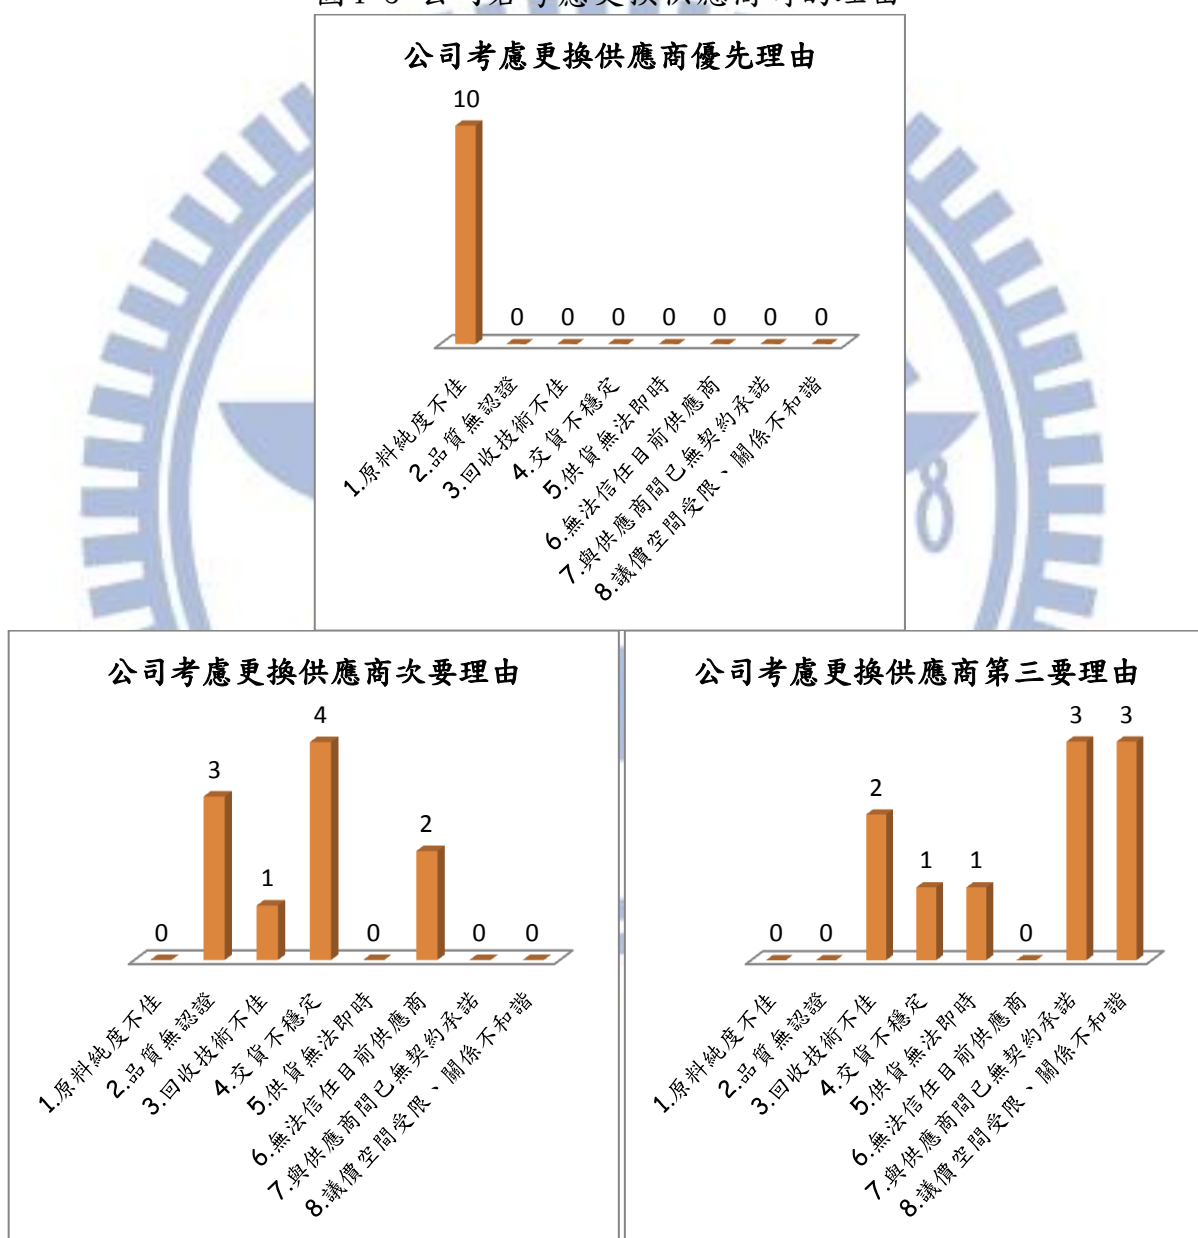 公司考慮更換供應商優先理由
10
0 0 0 0 0 0 0
1.原料純度不佳
2.品質無認證
3.回收技術不佳
4.交貨不穩定
5.供貨無法即時
6.無法信任目前供應商
7.與供應商間已無契約承諾
8.議價空間受限、關係不和諧
公司考慮更換供應商次要理由
0 3 1 4 0 2 0 0
1.原料純度不佳
2.品質無認證
3.回收技術不佳
4.交貨不穩定
5.供貨無法即時
6.無法信任目前供應商
7.與供應商間已無契約承諾
8.議價空間受限、關係不和諧
公司考慮更換供應商第三要理由
0 0 2 1 1 0 3 3
1.原料純度不佳
2.品質無認證
3.回收技術不佳
4.交貨不穩定
5.供貨無法即時
6.無法信任目前供應商
7.與供應商間已無契約承諾
8.議價空間受限、關係不和諧